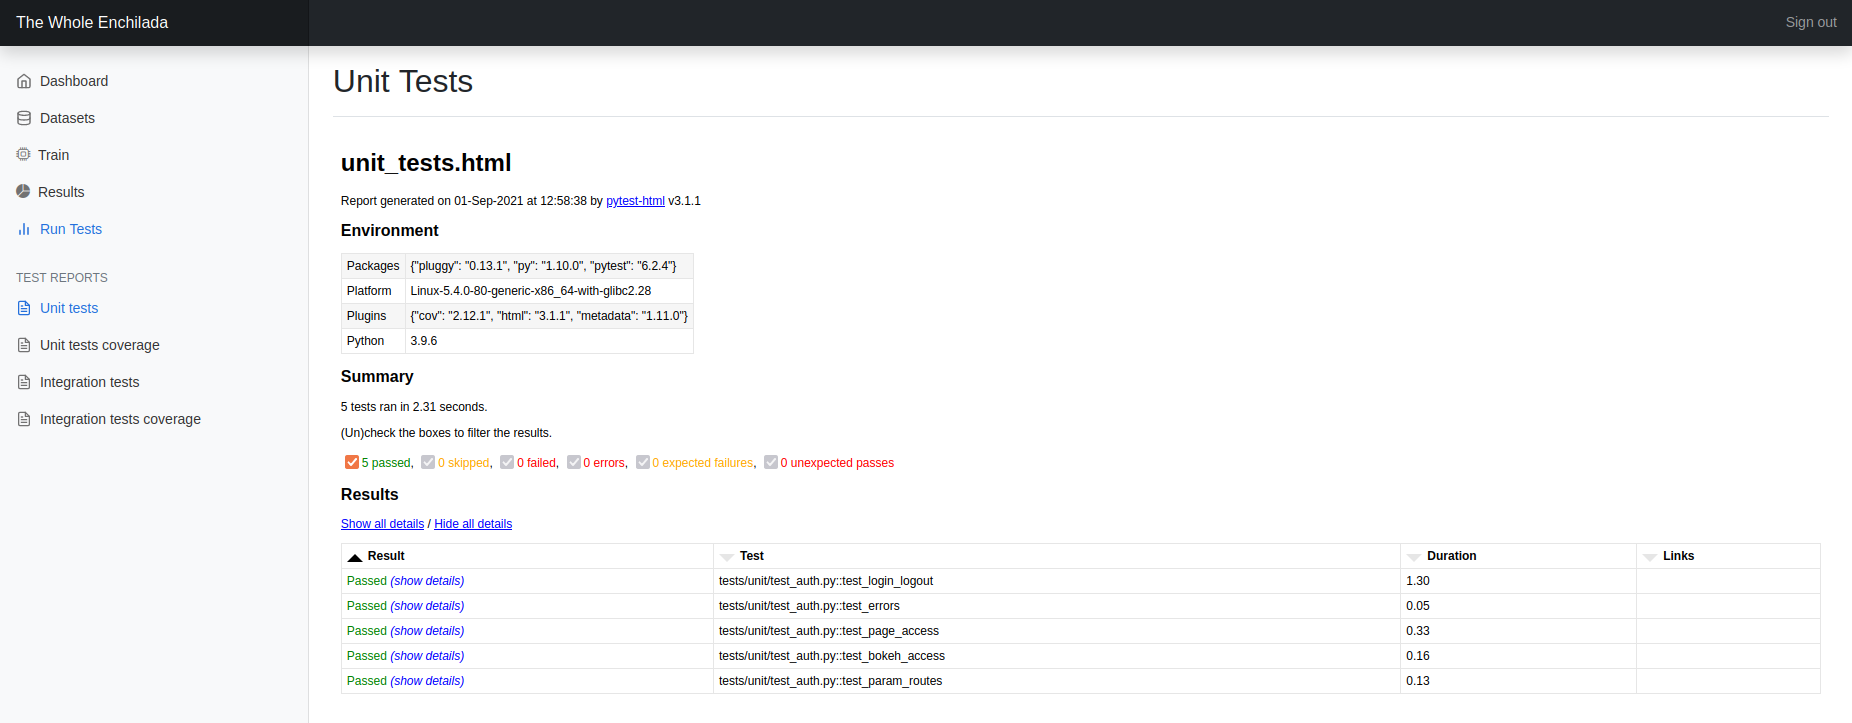 The Whole Enchilada
Sign out
Dashboard
Datasets
Train
Results
Run Tests
TEST REPORTS
Unit tests
Unit tests coverage
Integration tests
Integration tests coverage
Unit Tests
unit_tests.html
Report generated on 01-Sep-2021 at 12:58:38 by pytest-html v3.1.1
Environment
Packages {"pluggy": "0.13.1", "py": "1.10.0", "pytest": "6.2.4"}
Platform Linux-5.4.0-80-generic-x86_64-with-glibc2.28
Plugins {"cov": "2.12.1", "html": "3.1.1", "metadata": "1.11.0"}
Python 3.9.6
Summary
5 tests ran in 2.31 seconds.
(Un)check the boxes to filter the results.
5 passed, 0 skipped, 0 failed, 0 errors, 0 expected failures, 0 unexpected passes
Results
Show all details / Hide all details
Result Test Duration Links
Passed (show details) tests/unit/test_auth.py::test_login_logout 1.30
Passed (show details) tests/unit/test_auth.py::test_errors 0.05
Passed (show details) tests/unit/test_auth.py::test_page_access 0.33
Passed (show details) tests/unit/test_auth.py::test_bokeh_access 0.16
Passed (show details) tests/unit/test_auth.py::test_param_routes 0.13